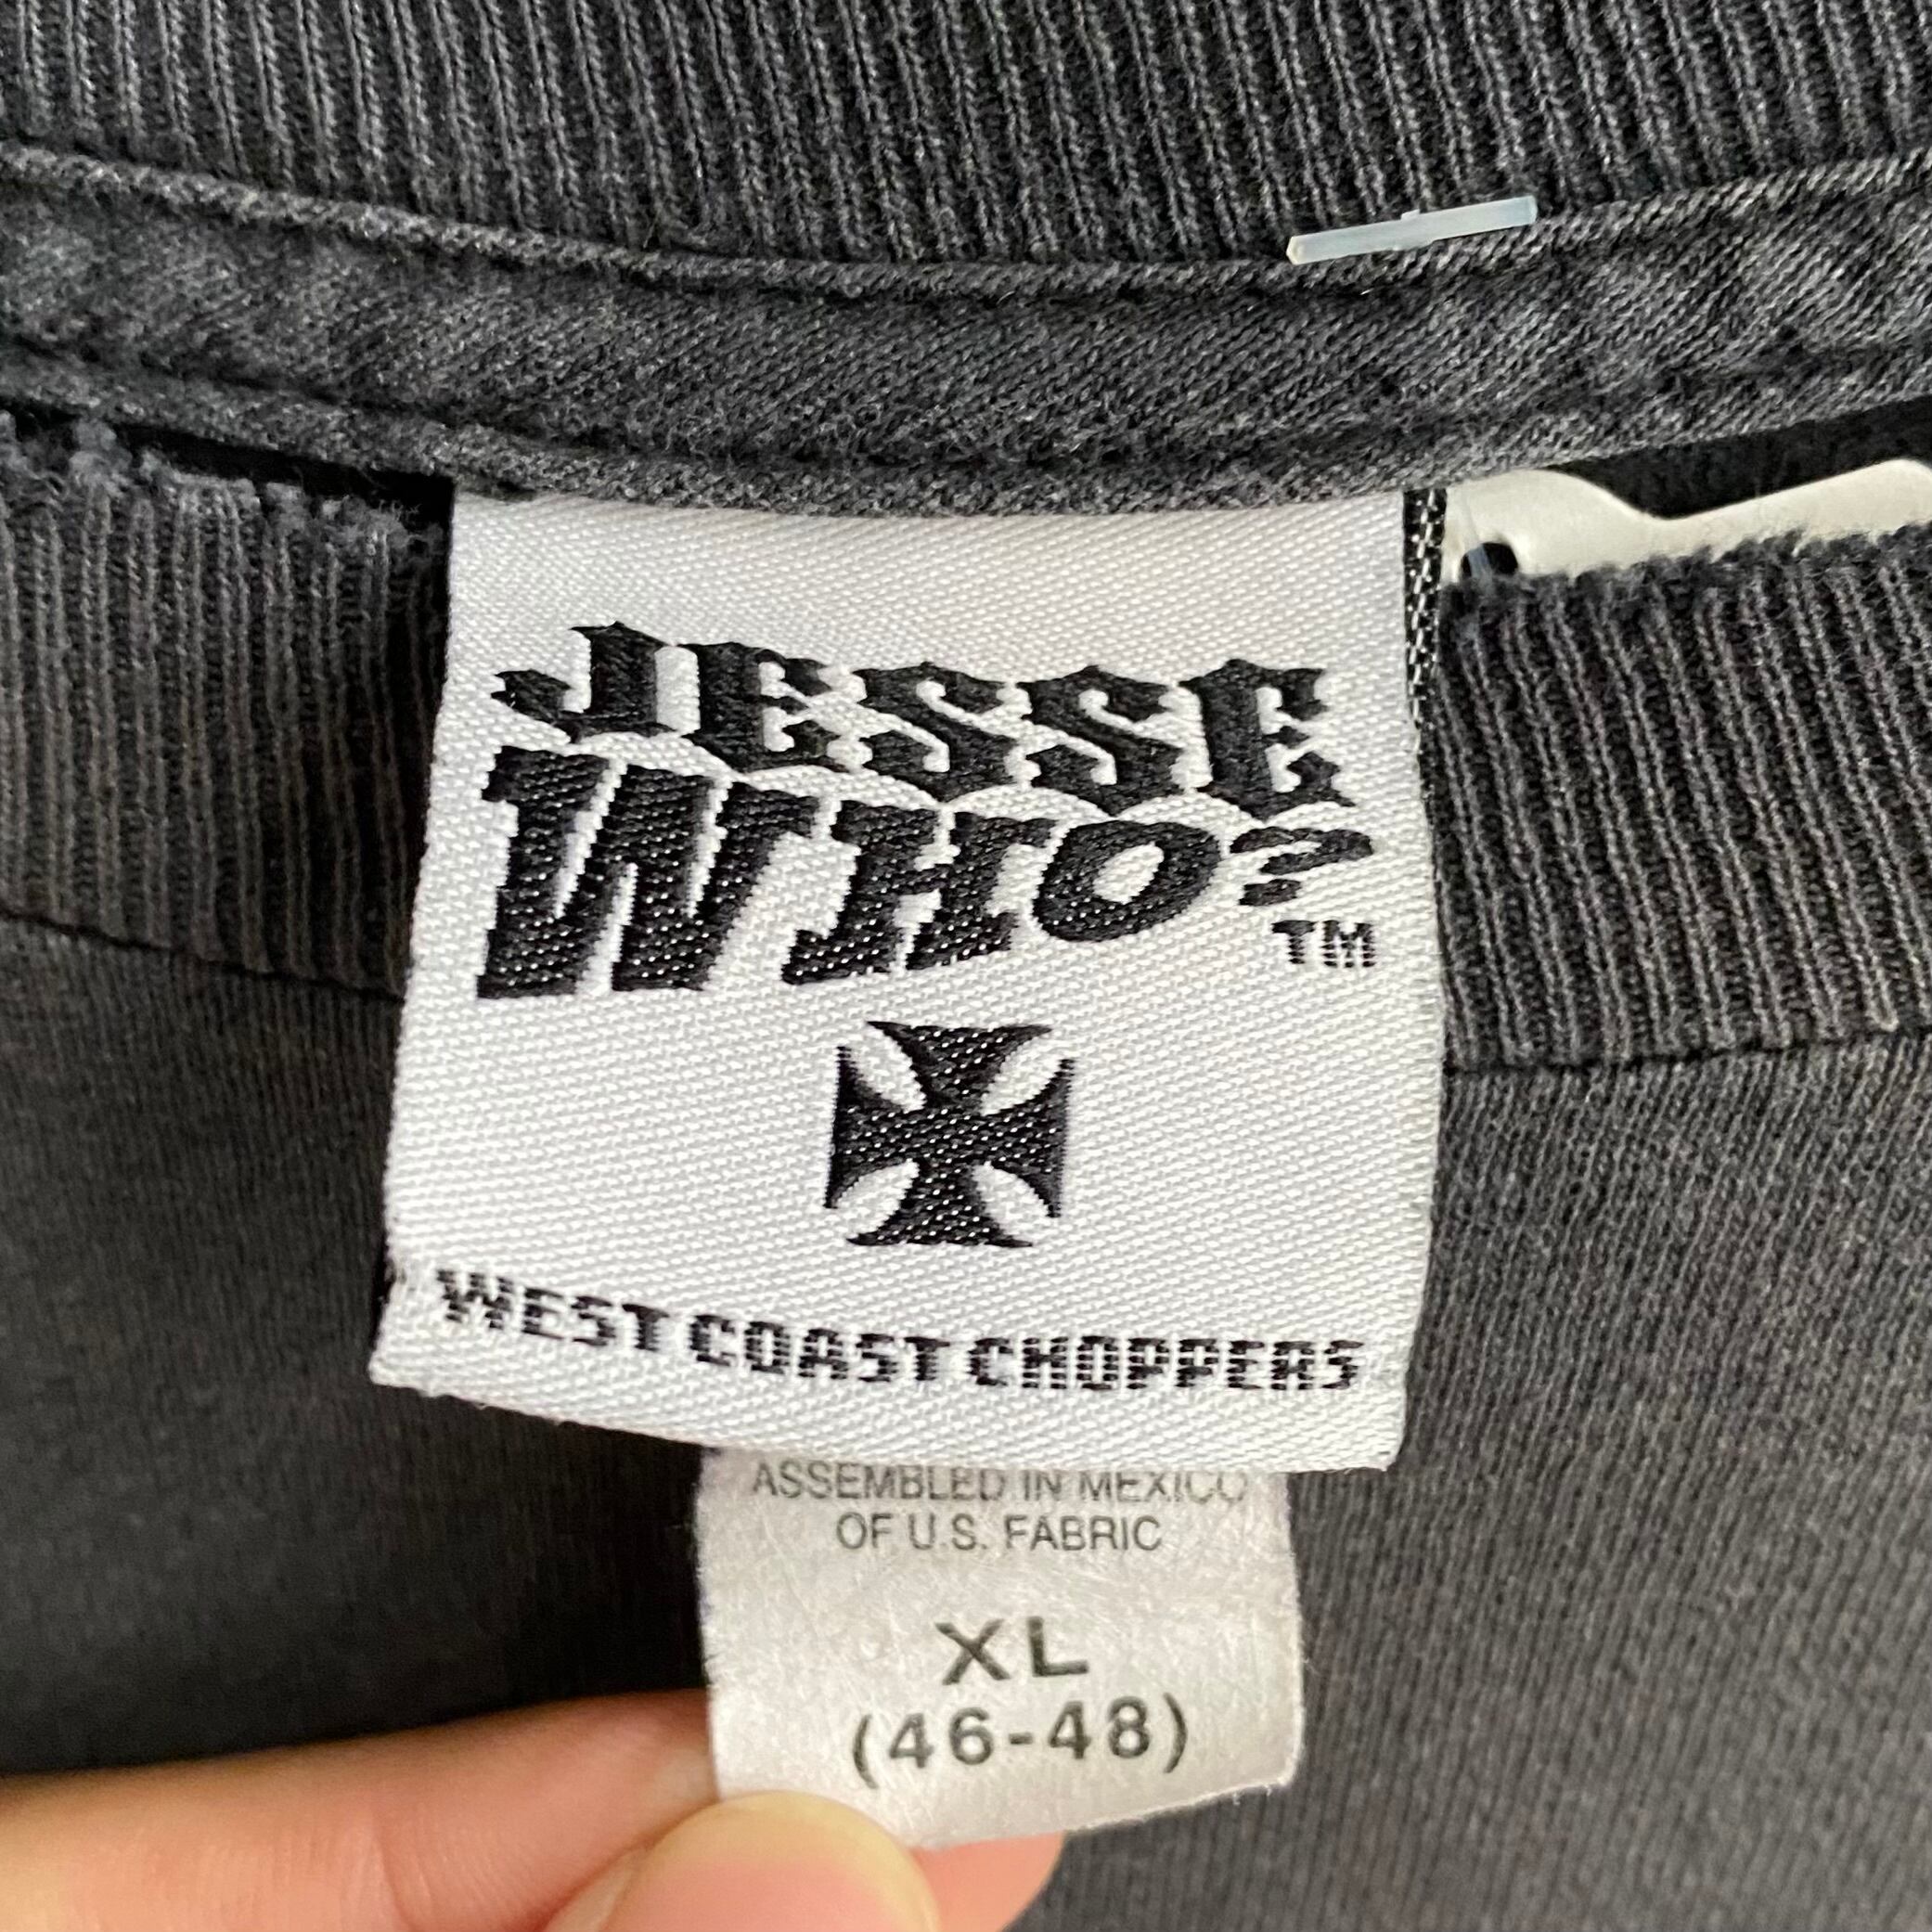 JESSE
WHO?
TM
WEST COAST CHOPPERS
ASSEMBLED IN MEXICO
OF U.S. FABRIC
XL
(46-48)